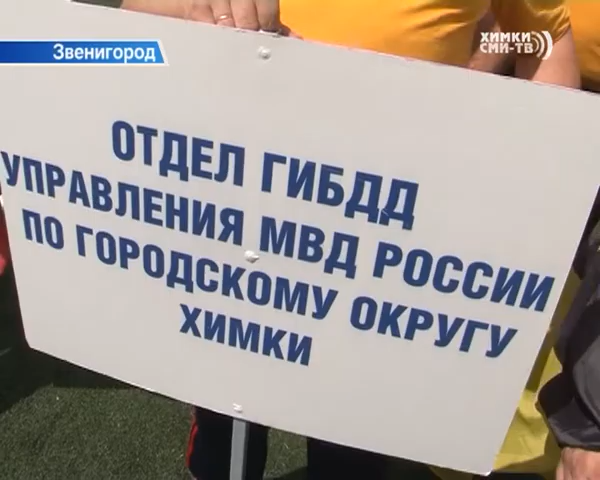 Звенигород
ХИМКИ
СМИ-ТВ
ОТДЕЛ ГИБДД
УПРАВЛЕНИЯ МВД РОССИИ
ПО ГОРОДСКОМУ ОКРУГУ
ХИМКИ